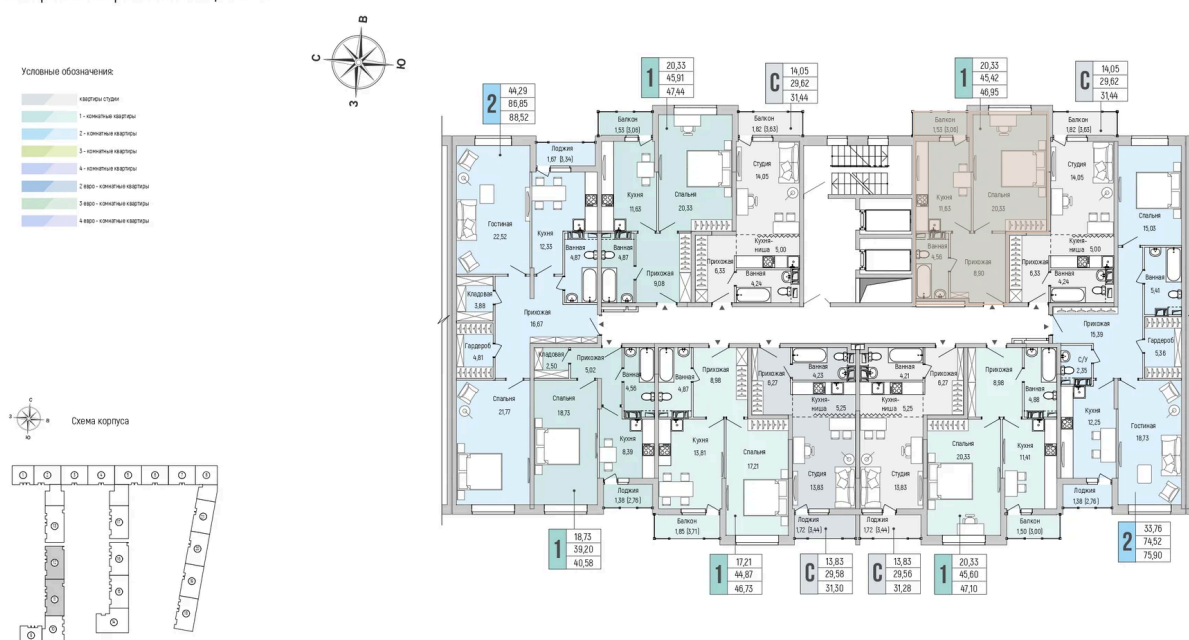 Условные обозначения:
квартиры студии
1 - комнатные квартиры
2 - комнатные квартиры
3 - комнатные квартиры
4 - комнатные квартиры
2 евро - комнатные квартиры
3 евро - комнатные квартиры
4 евро - комнатные квартиры
В
С
Ю
З
2
44,29
86,85
88,52
1
20,33
45,91
47,44
С
14,05
29,62
31,44
1
20,33
45,42
46,95
С
14,05
29,62
31,44
Лоджия
1,67 (3,34)
Балкон
1,53 (3,06)
Балкон
1,82 (3,63)
Балкон
1,53 (3,06)
Балкон
1,82 (3,63)
Гостиная
22,52
Кухня
12,33
Ванная
4,87
Кладовая
3,88
Прихожая
16,67
Гардероб
4,81
Спальня
21,77
Кухня
11,63
Спальня
20,33
Ванная
4,87
Прихожая
9,08
Студия
14,05
Кухня-
ниша 5,00
Прихожая
6,33
Ванная
4,24
Кухня
11,63
Спальня
20,33
Ванная
4,58
Прихожая
8,90
Студия
14,05
Кухня-
ниша 5,00
Прихожая
6,33
Ванная
4,24
Спальня
15,03
Ванная
5,41
Прихожая
15,39
Гардероб
5,36
С/У
2,35
Кухня
12,25
Гостиная
18,73
Лоджия
1,38 (2,76)
Кладовая
2,50
Прихожая
5,02
Ванная
4,56
Спальня
18,73
Кухня
8,39
Лоджия
1,38 (2,76)
Ванная
4,87
Прихожая
8,98
Кухня
13,81
Спальня
17,21
Балкон
1,85 (3,71)
Прихожая
6,27
Ванная
4,23
Кухня-
ниша 5,25
Студия
13,83
Лоджия
1,72 (3,44)
Ванная
4,21
Прихожая
6,27
Кухня-
ниша 5,25
Студия
13,83
Лоджия
1,72 (3,44)
Прихожая
8,98
Ванная
4,88
Спальня
20,33
Кухня
11,41
Балкон
1,50 (3,00)
1
18,73
39,20
40,58
1
17,21
44,87
46,73
С
13,83
29,58
31,30
С
13,83
29,56
31,28
1
20,33
45,60
47,10
2
33,76
74,52
75,90
С
З
В
Ю
Схема корпуса
1
2
3
4
5
6
7
8